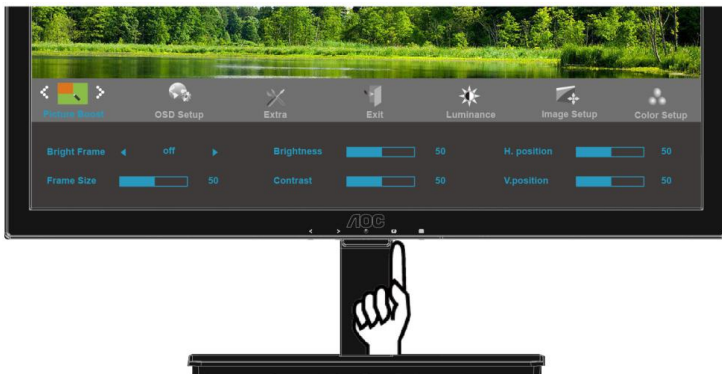 Picture Boost OSD Setup Extra Exit Luminance Image Setup Color Setup
Bright Frame off Brightness 50 H. position 50
Frame Size 50 Contrast 50 V.position 50
AOC